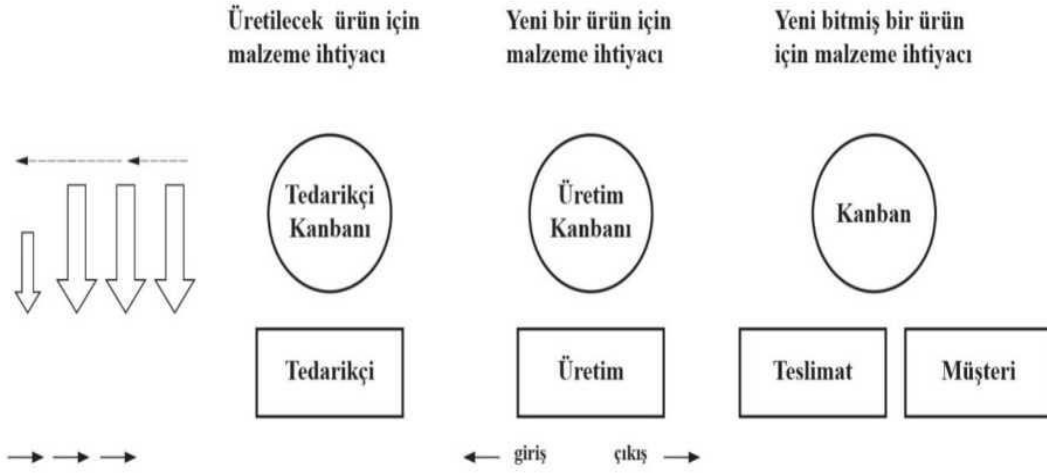 Üretilecek ürün için
malzeme ihtiyacı
Yeni bir ürün için
malzeme ihtiyacı
Yeni bitmiş bir ürün
için malzeme ihtiyacı
Tedarikçi
Kanbanı
Üretim
Kanbanı
Kanban
Tedarikçi
Üretim
Teslimat
Müşteri
giriş
çıkış